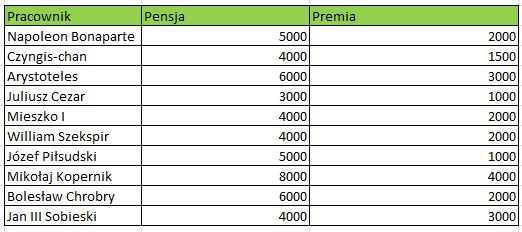 Pracownik Pensja Premia
Napoleon Bonaparte 5000 2000
Czyngis-chan 4000 1500
Arystoteles 6000 3000
Juliusz Cezar 3000 1000
Mieszko I 4000 2000
William Szekspir 4000 2000
Józef Piłsudski 5000 1000
Mikołaj Kopernik 8000 4000
Bolesław Chrobry 6000 2000
Jan III Sobieski 4000 3000